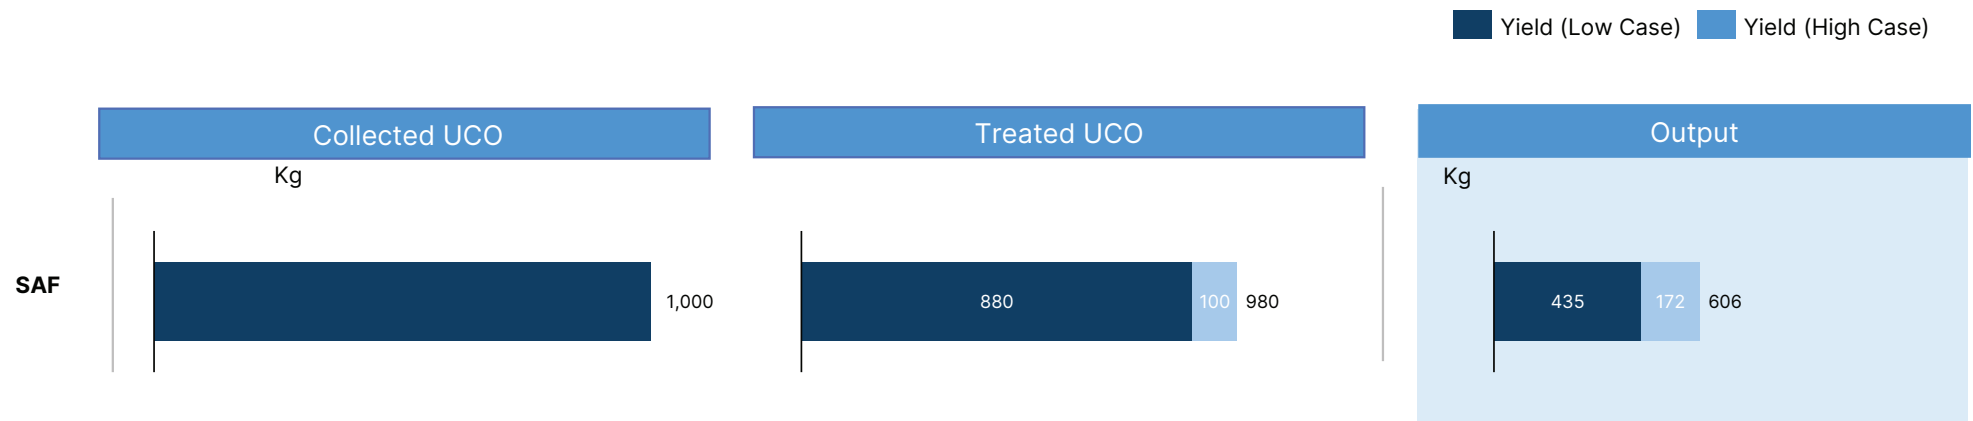 Yield (Low Case) Yield (High Case)
Collected UCO Treated UCO Output
Kg Kg
SAF
1,000 880 100 980 435 172 606